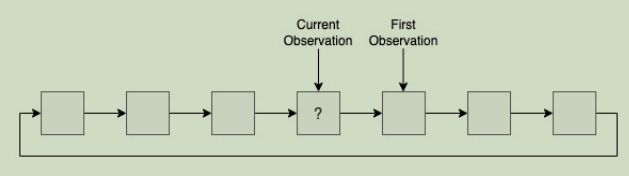 Current
Observation
First
Observation
?